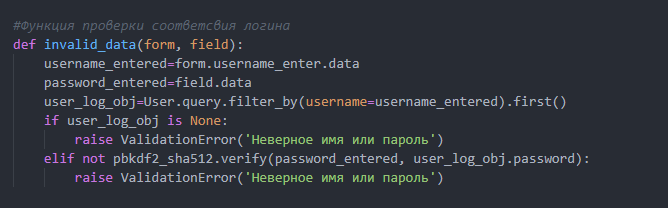 #Функция проверки соответсвия логина
def invalid_data(form, field):
username_entered=form.username_enter.data
password_entered=field.data
user_log_obj=User.query.filter_by(username=username_entered).first()
if user_log_obj is None:
raise ValidationError('Неверное имя или пароль')
elif not pbkdf2_sha512.verify(password_entered, user_log_obj.password):
raise ValidationError('Неверное имя или пароль')